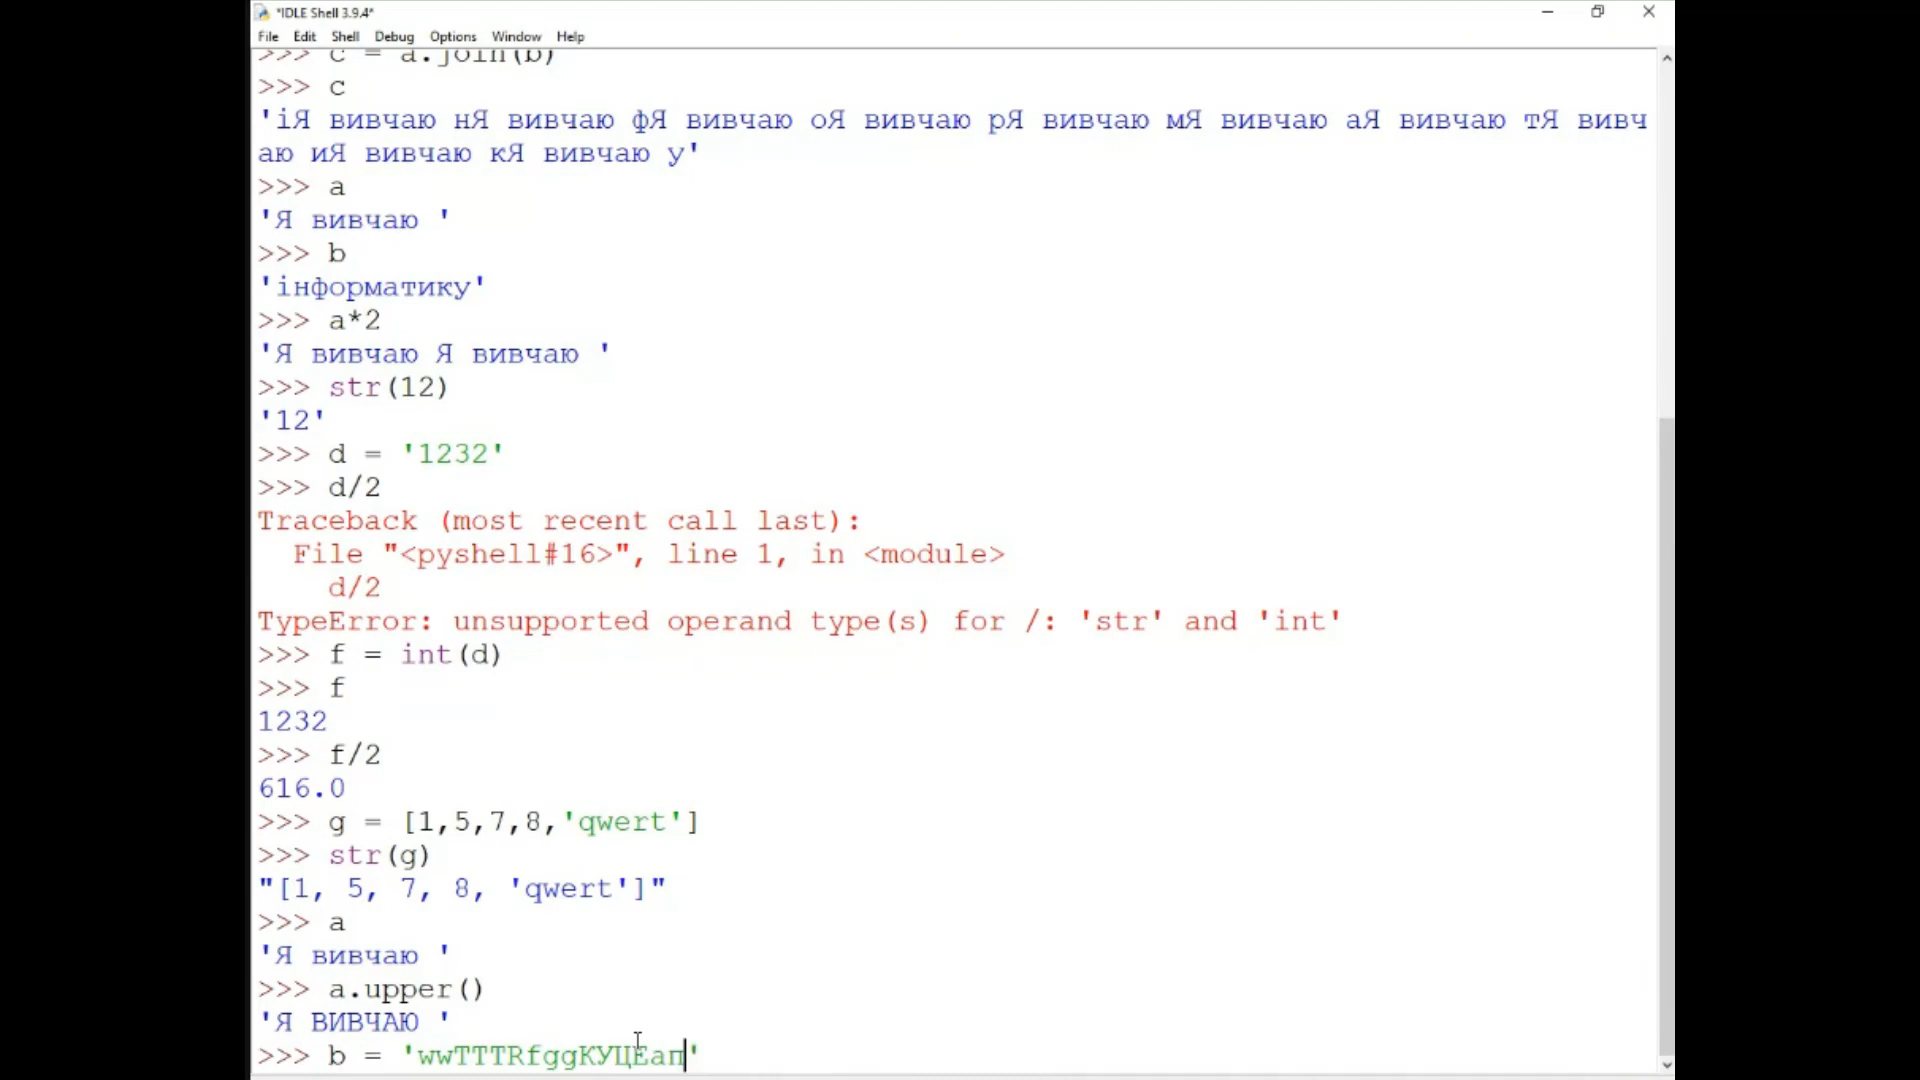 *IDLE Shell 3.9.4*
File Edit Shell Debug Options Window Help
>>> c = a.join(b)
>>> c
'іЯ вивчаю нЯ вивчаю фЯ вивчаю оЯ вивчаю рЯ вивчаю мЯ вивчаю аЯ вивчаю тЯ вивч
аю иЯ вивчаю кЯ вивчаю у'
>>> a
'Я вивчаю '
>>> b
'інформатику'
>>> a*2
'Я вивчаю Я вивчаю '
>>> str(12)
'12'
>>> d = '1232'
>>> d/2
Traceback (most recent call last):
  File "<pyshell#16>", line 1, in <module>
    d/2
TypeError: unsupported operand type(s) for /: 'str' and 'int'
>>> f = int(d)
>>> f
1232
>>> f/2
616.0
>>> g = [1,5,7,8,'qwert']
>>> str(g)
"[1, 5, 7, 8, 'qwert']"
>>> a
'Я вивчаю '
>>> a.upper()
'Я ВИВЧАЮ '
>>> b = 'wwTTTRfggКУЦЕап'